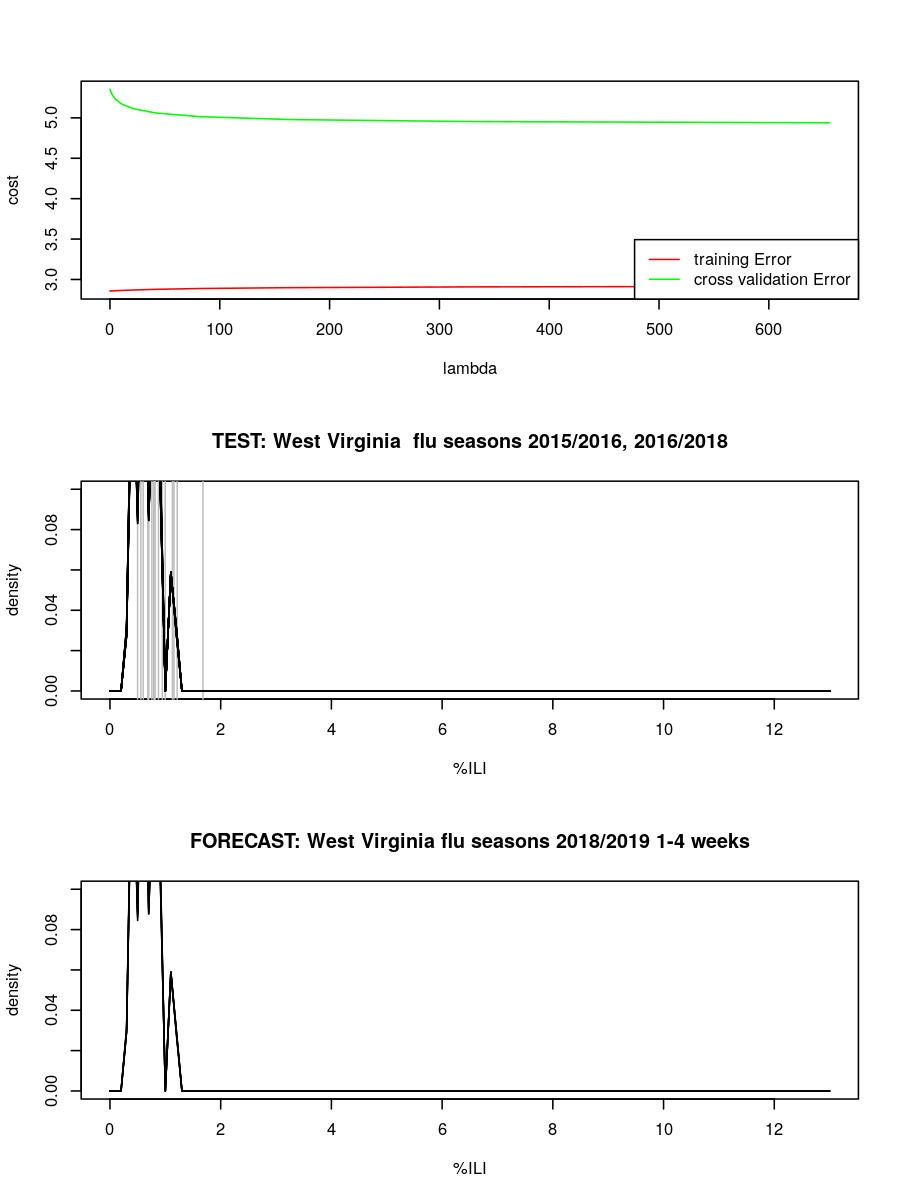 cost
3.0 3.5 4.0 4.5 5.0
training Error
cross validation Error
0 100 200 300 400 500 600
lambda
TEST: West Virginia  flu seasons 2015/2016, 2016/2018
density
0.00 0.04 0.08
0 2 4 6 8 10 12
%ILI
FORECAST: West Virginia flu seasons 2018/2019 1-4 weeks
density
0.00 0.04 0.08
0 2 4 6 8 10 12
%ILI